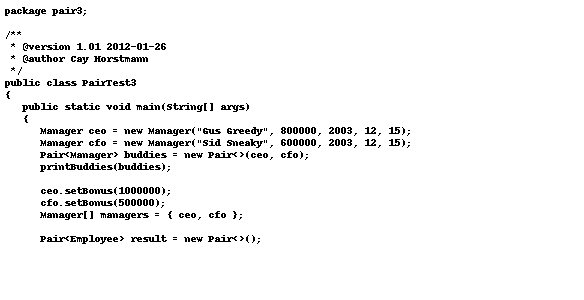 package pair3;

/**
 * @version 1.01 2012-01-26
 * @author Cay Horstmann
 */
public class PairTest3
{
   public static void main(String[] args)
   {
      Manager ceo = new Manager("Gus Greedy", 800000, 2003, 12, 15);
      Manager cfo = new Manager("Sid Sneaky", 600000, 2003, 12, 15);
      Pair<Manager> buddies = new Pair<>(ceo, cfo);
      printBuddies(buddies);

      ceo.setBonus(1000000);
      cfo.setBonus(500000);
      Manager[] managers = { ceo, cfo };

      Pair<Employee> result = new Pair<>();